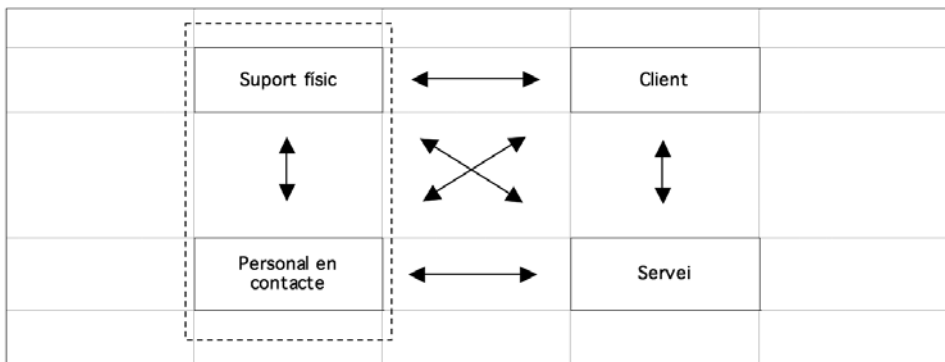 Suport físic
Client
Personal en
contacte
Servei